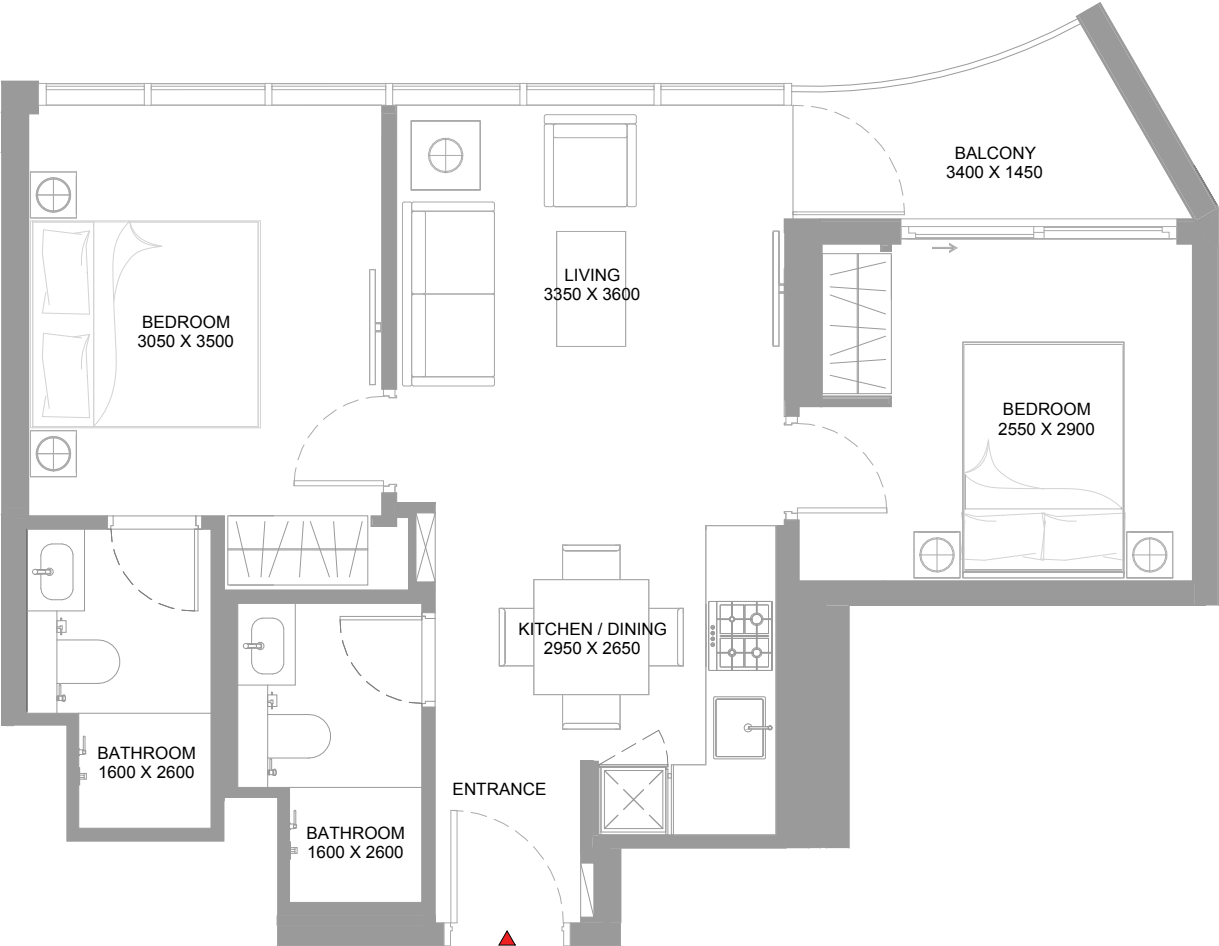 BALCONY
3400 X 1450
LIVING
3350 X 3600
BEDROOM
3050 X 3500
BEDROOM
2550 X 2900
KITCHEN / DINING
2950 X 2650
BATHROOM
1600 X 2600
ENTRANCE
BATHROOM
1600 X 2600